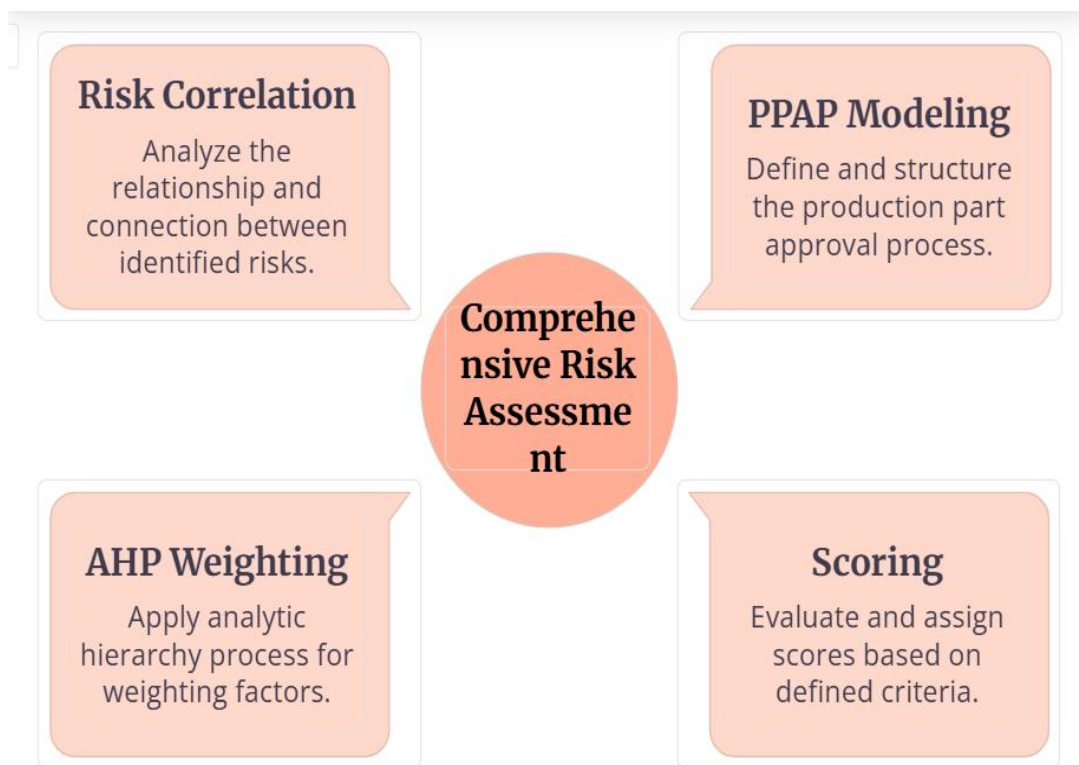 Risk Correlation
Analyze the
relationship and
connection between
identified risks.
PPAP Modeling
Define and structure
the production part
approval process.
Comprehe
nsive Risk
Assessme
nt
AHP Weighting
Apply analytic
hierarchy process for
weighting factors.
Scoring
Evaluate and assign
scores based on
defined criteria.